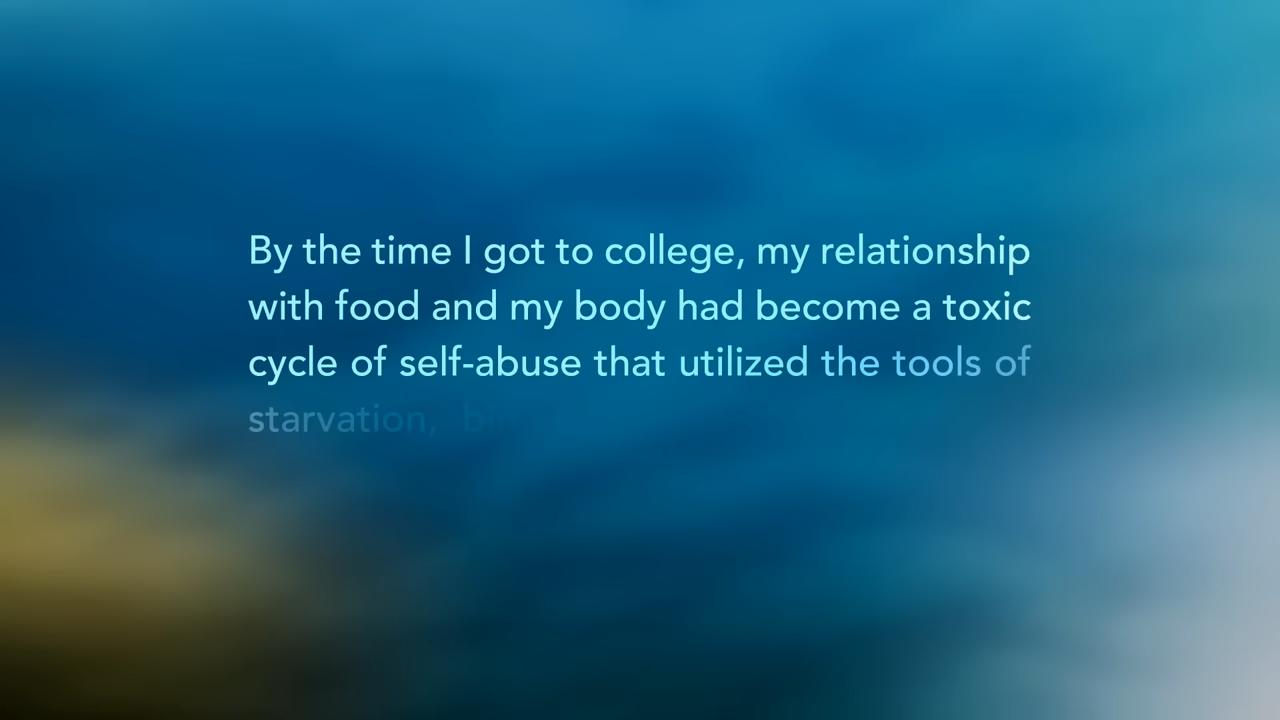 By the time I got to college, my relationship
with food and my body had become a toxic
cycle of self-abuse that utilized the tools of
starvation,